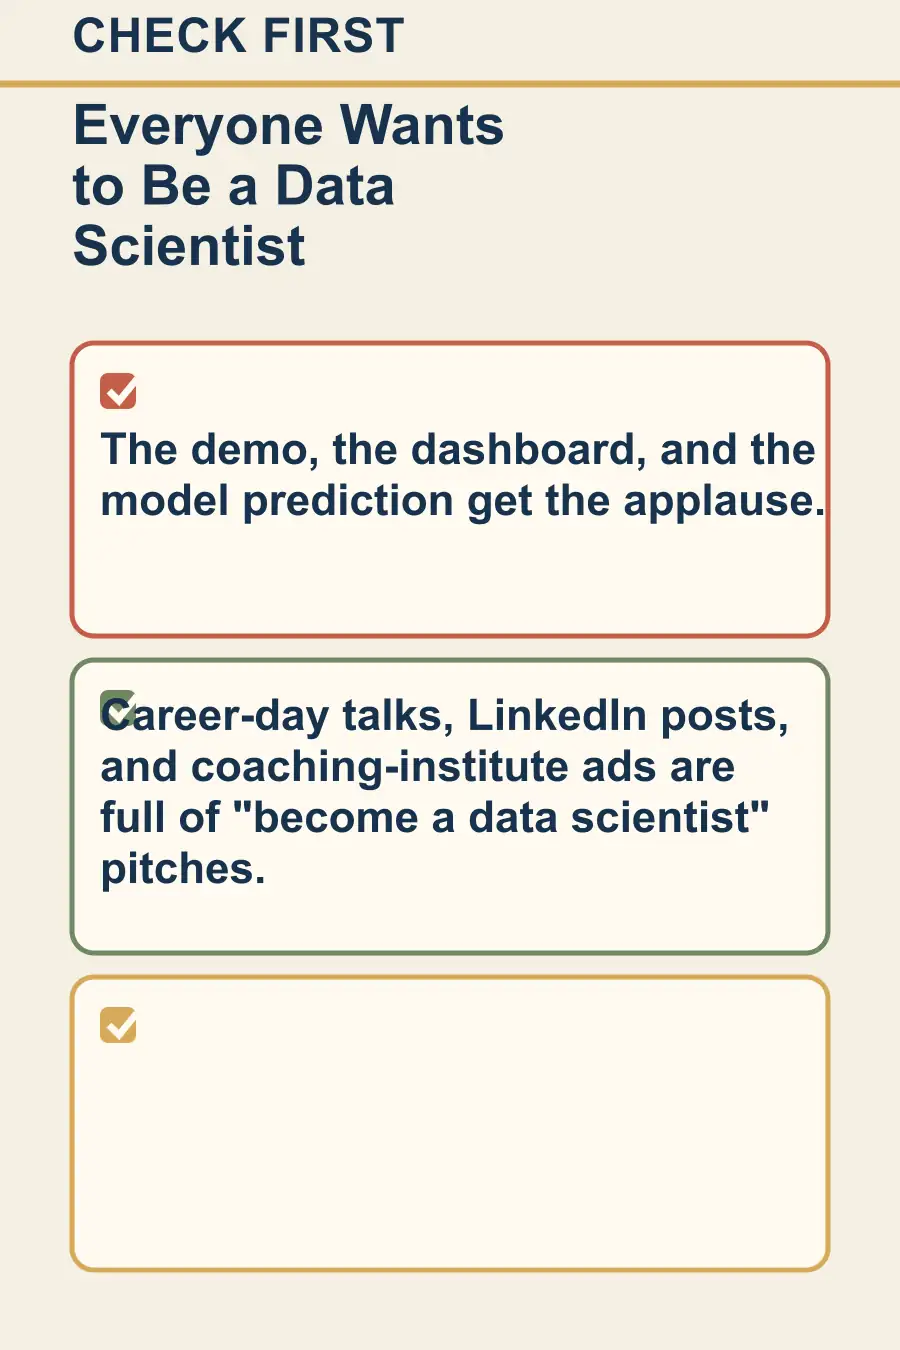 CHECK FIRST
Everyone Wants
to Be a Data
Scientist
The demo, the dashboard, and the
model prediction get the applause.
Career-day talks, LinkedIn posts,
and coaching-institute ads are
full of "become a data scientist"
pitches.